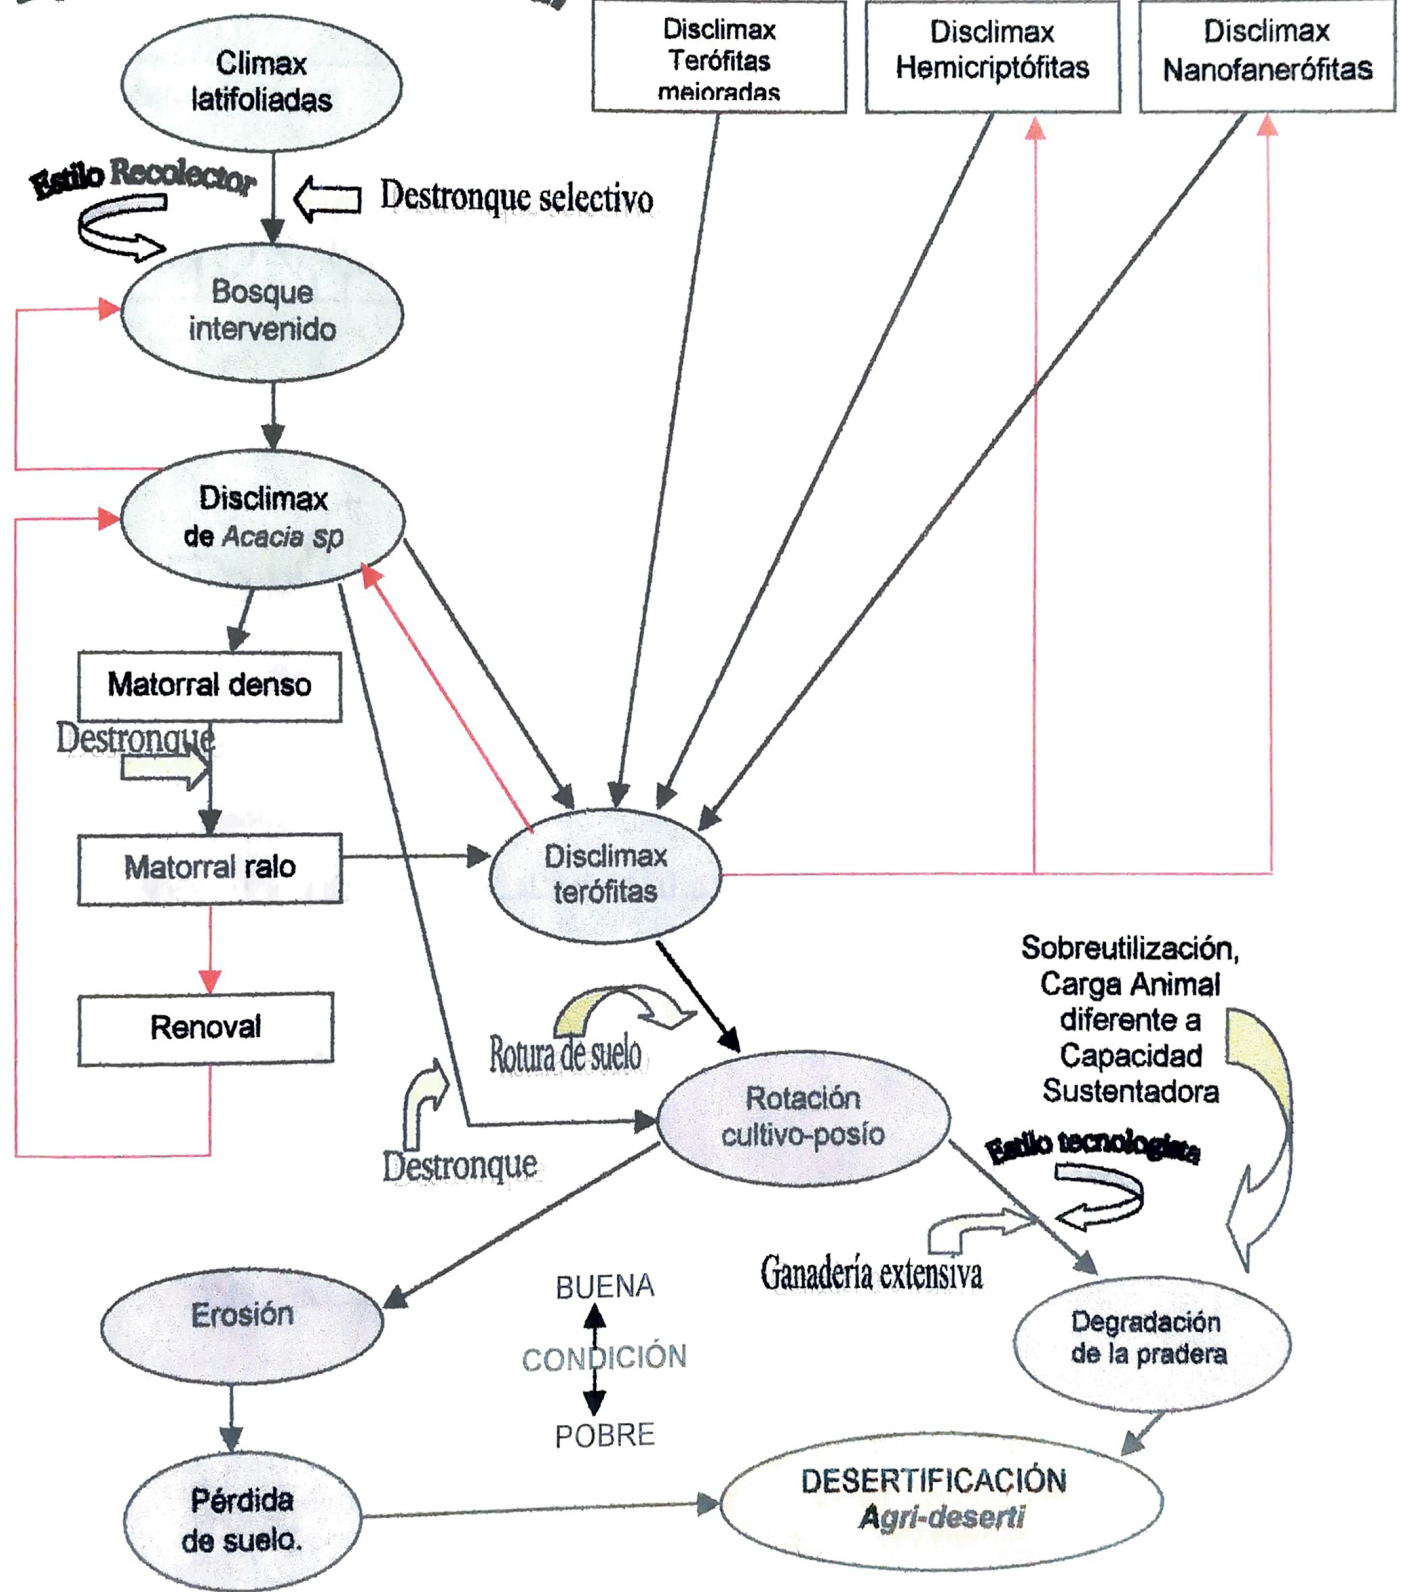 Disclimax
Terófitas
mejoradas
Disclimax
Hemicriptófitas
Disclimax
Nanofanerófitas
Climax
latifoliadas
Estilo Recolector
Destronque selectivo
Bosque
intervenido
Disclimax
de Acacia sp
Matorral denso
Destronque
Matorral ralo
Disclimax
terófitas
Renoval
Sobreutilización,
Carga Animal
diferente a
Capacidad
Sustentadora
Rotura de suelo
Rotación
cultivo-posío
Destronque
Estilo tecnologista
Ganadería extensiva
Erosión
BUENA
CONDICIÓN
POBRE
Degradación
de la pradera
Pérdida
de suelo.
DESERTIFICACIÓN
Agri-deserti